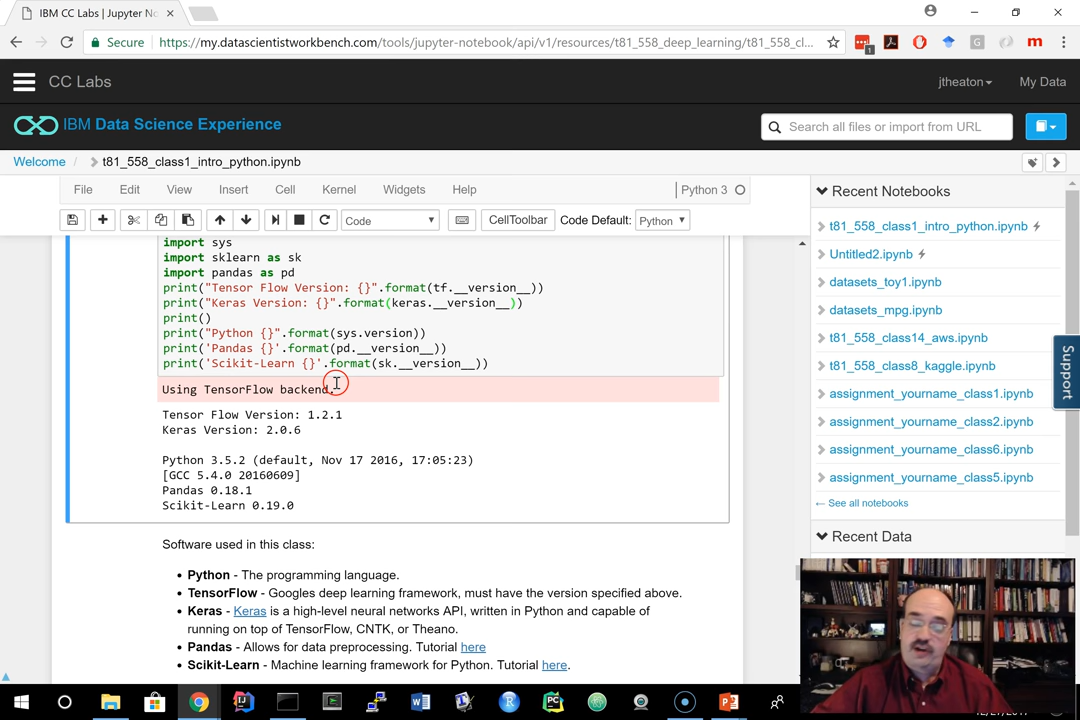 IBM CC Labs | Jupyter No
Secure
https://my.datascientistworkbench.com/tools/jupyter-notebook/api/v1/resources/t81_558_deep_learning/t81_558_cl...
CC Labs
jtheaton
My Data
IBM Data Science Experience
Search all files or import from URL
Welcome / t81_558_class1_intro_python.ipynb
File Edit View Insert Cell Kernel Widgets Help
Python 3
Code
CellToolbar
Code Default: Python
import sys
import sklearn as sk
import pandas as pd
print("Tensor Flow Version: {}".format(tf.__version__))
print("Keras Version: {}".format(keras.__version__))
print()
print("Python {}".format(sys.version))
print('Pandas {}'.format(pd.__version__))
print('Scikit-Learn {}'.format(sk.__version__))
Using TensorFlow backend.
Tensor Flow Version: 1.2.1
Keras Version: 2.0.6
Python 3.5.2 (default, Nov 17 2016, 17:05:23)
[GCC 5.4.0 20160609]
Pandas 0.18.1
Scikit-Learn 0.19.0
Software used in this class:
• Python - The programming language.
• TensorFlow - Googles deep learning framework, must have the version specified above.
• Keras - Keras is a high-level neural networks API, written in Python and capable of
running on top of TensorFlow, CNTK, or Theano.
• Pandas - Allows for data preprocessing. Tutorial here
• Scikit-Learn - Machine learning framework for Python. Tutorial here.
Recent Notebooks
t81_558_class1_intro_python.ipynb
Untitled2.ipynb
datasets_toy1.ipynb
datasets_mpg.ipynb
t81_558_class14_aws.ipynb
t81_558_class8_kaggle.ipynb
assignment_yourname_class1.ipynb
assignment_yourname_class2.ipynb
assignment_yourname_class6.ipynb
assignment_yourname_class5.ipynb
← See all notebooks
Recent Data
Support